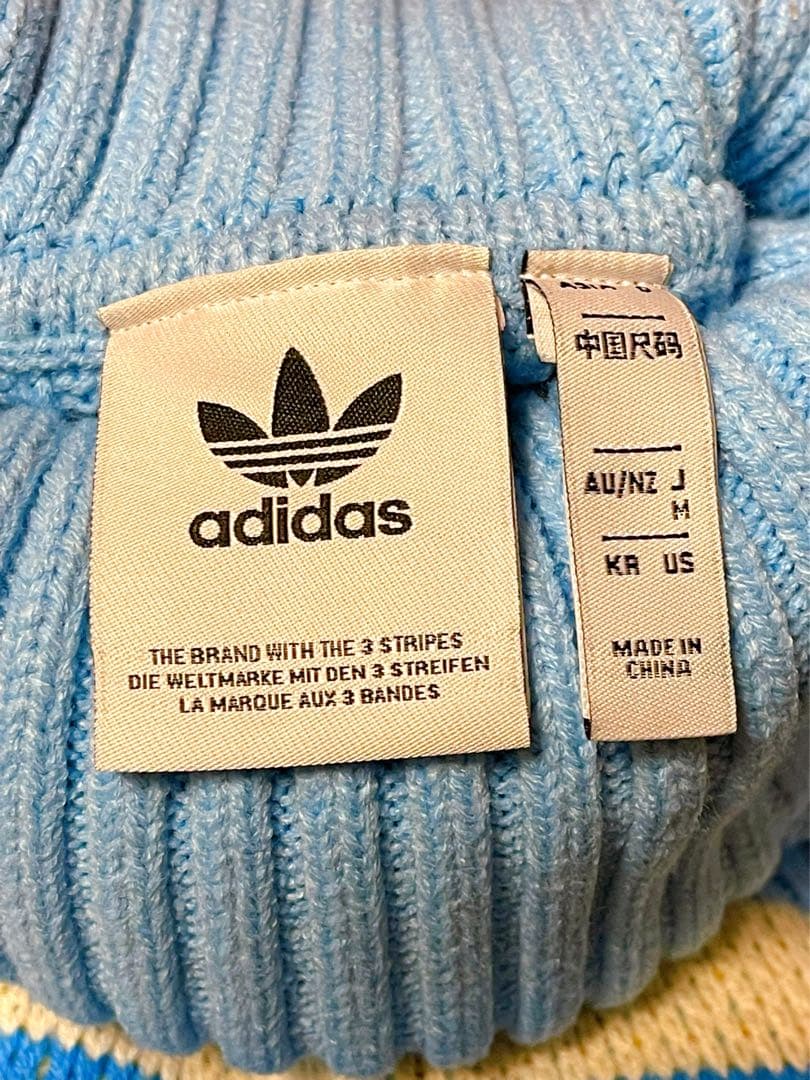 adidas
THE BRAND WITH THE 3 STRIPES
DIE WELTMARKE MIT DEN 3 STREIFEN
LA MARQUE AUX 3 BANDES
中国尺码
AU/NZ J
M
KR US
MADE IN
CHINA